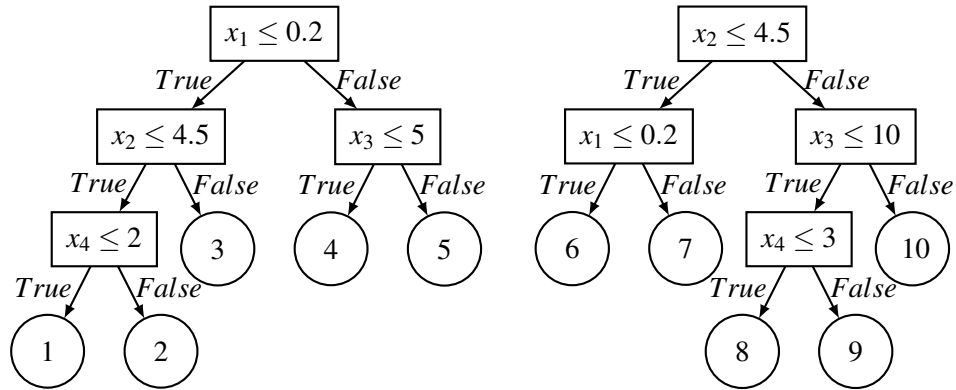 x₁ ≤ 0.2 x₂ ≤ 4.5
True False True False
x₂ ≤ 4.5 x₃ ≤ 5 x₁ ≤ 0.2 x₃ ≤ 10
True False True False True False True False
x₄ ≤ 2 3 4 5 6 7 x₄ ≤ 3 10
True False True False
1 2 8 9